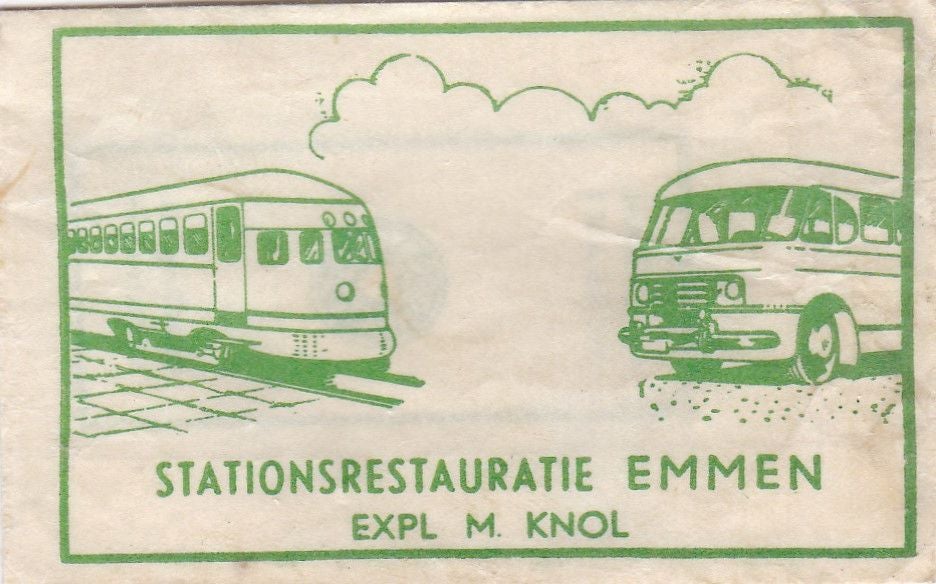 STATIONSRESTAURATIE EMMEN
EXPL M. KNOL